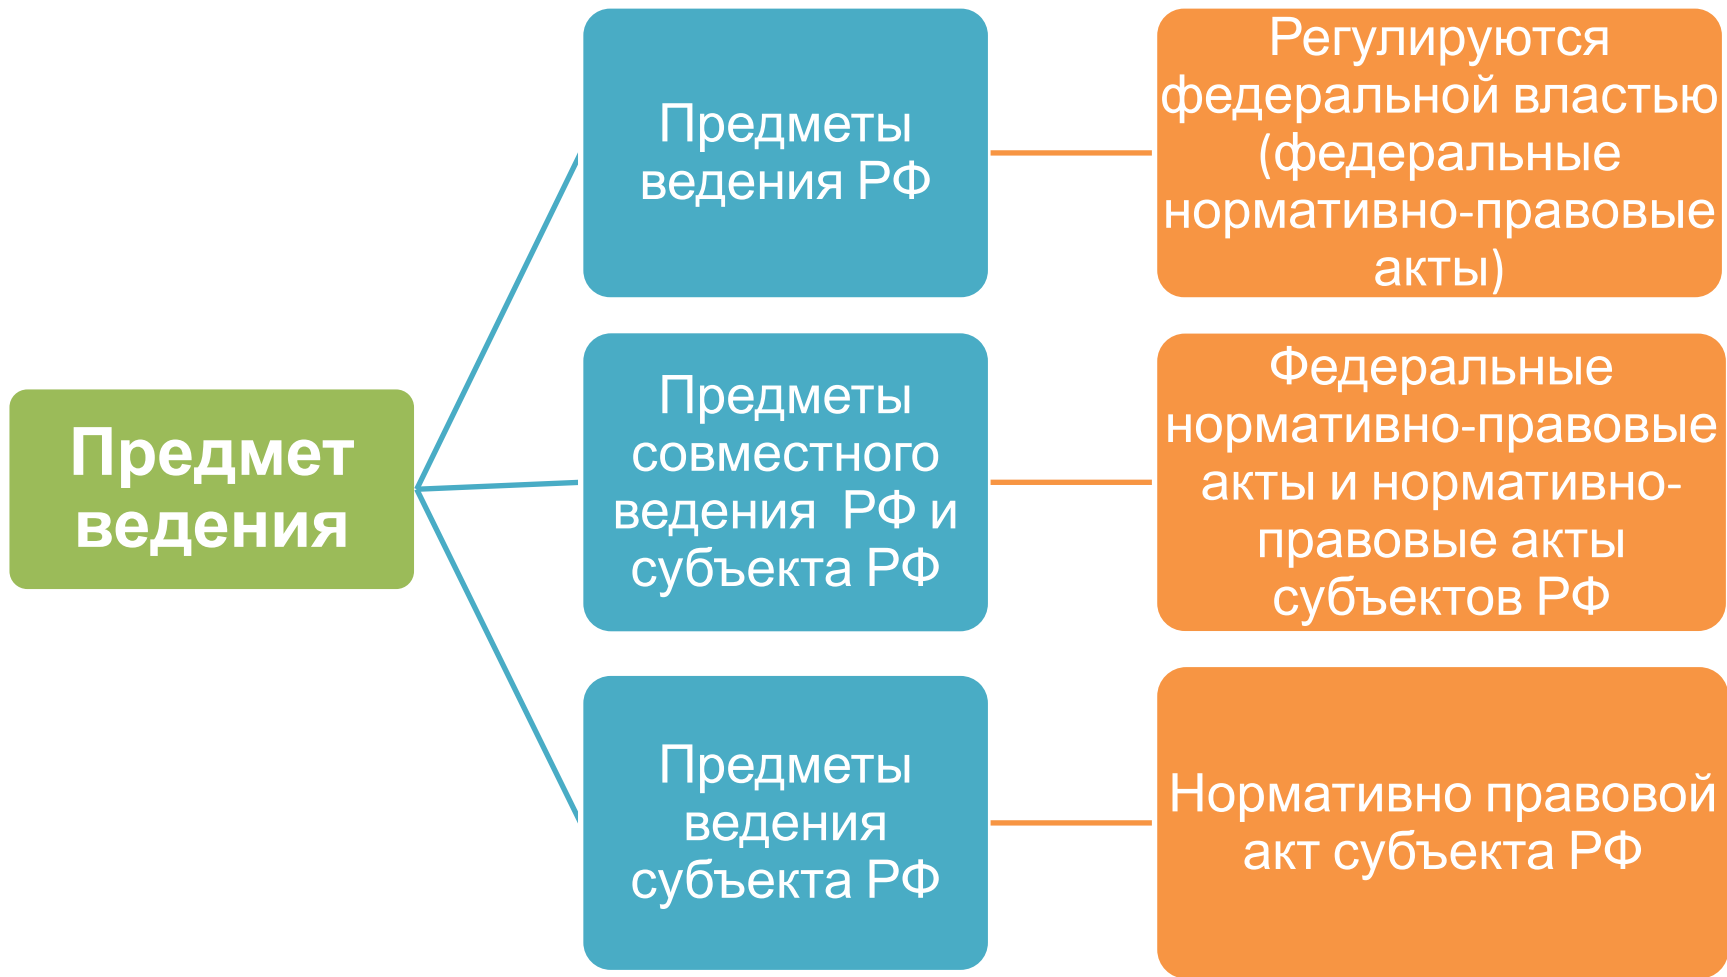 Предмет
ведения
Предметы
ведения РФ
Регулируются
федеральной властью
(федеральные
нормативно-правовые
акты)
Предметы
совместного
ведения РФ и
субъекта РФ
Федеральные
нормативно-правовые
акты и нормативно-
правовые акты
субъектов РФ
Предметы
ведения
субъекта РФ
Нормативно правовой
акт субъекта РФ